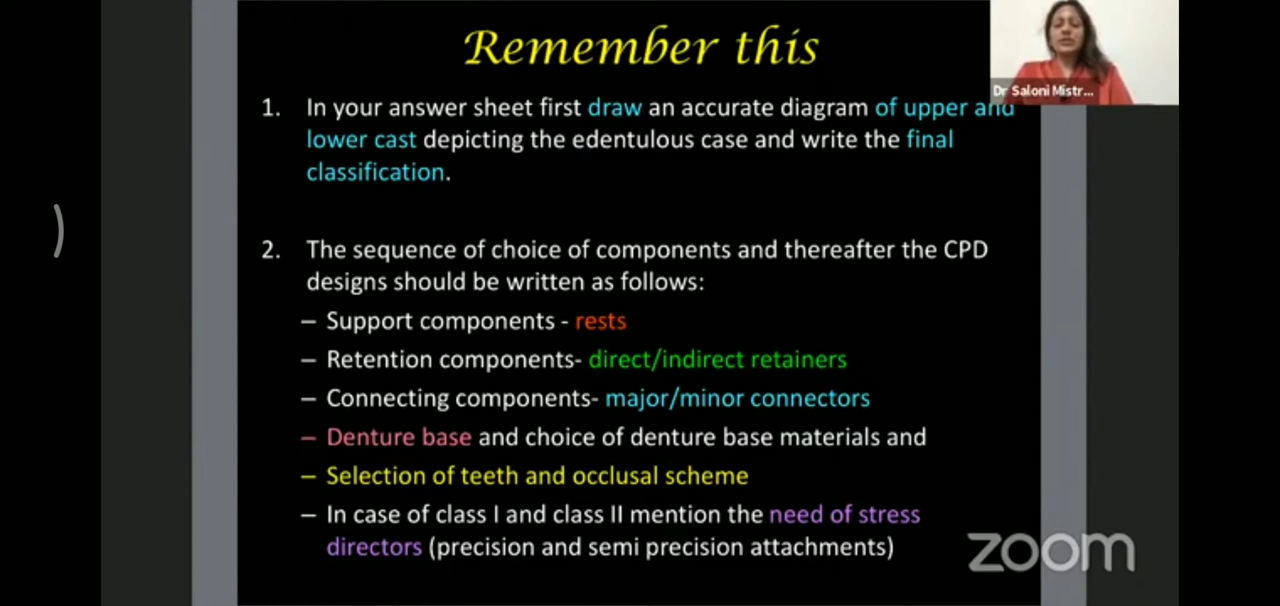 Remember this
Dr Saloni Mistr...
1. In your answer sheet first draw an accurate diagram of upper and
lower cast depicting the edentulous case and write the final
classification.
2. The sequence of choice of components and thereafter the CPD
designs should be written as follows:
– Support components - rests
– Retention components- direct/indirect retainers
– Connecting components- major/minor connectors
– Denture base and choice of denture base materials and
– Selection of teeth and occlusal scheme
– In case of class I and class II mention the need of stress
directors (precision and semi precision attachments)
zoom